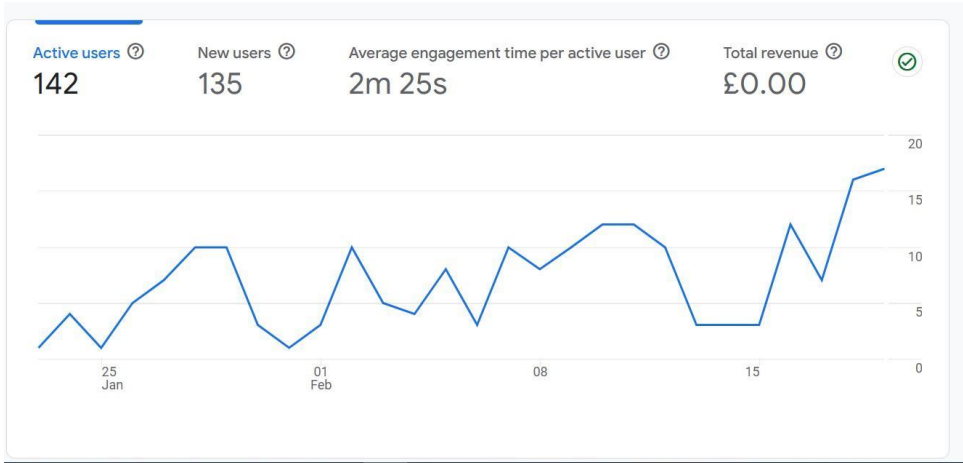 Active users
142
New users
135
Average engagement time per active user
2m 25s
Total revenue
£0.00
20
15
10
5
0
25
Jan
01
Feb
08
15